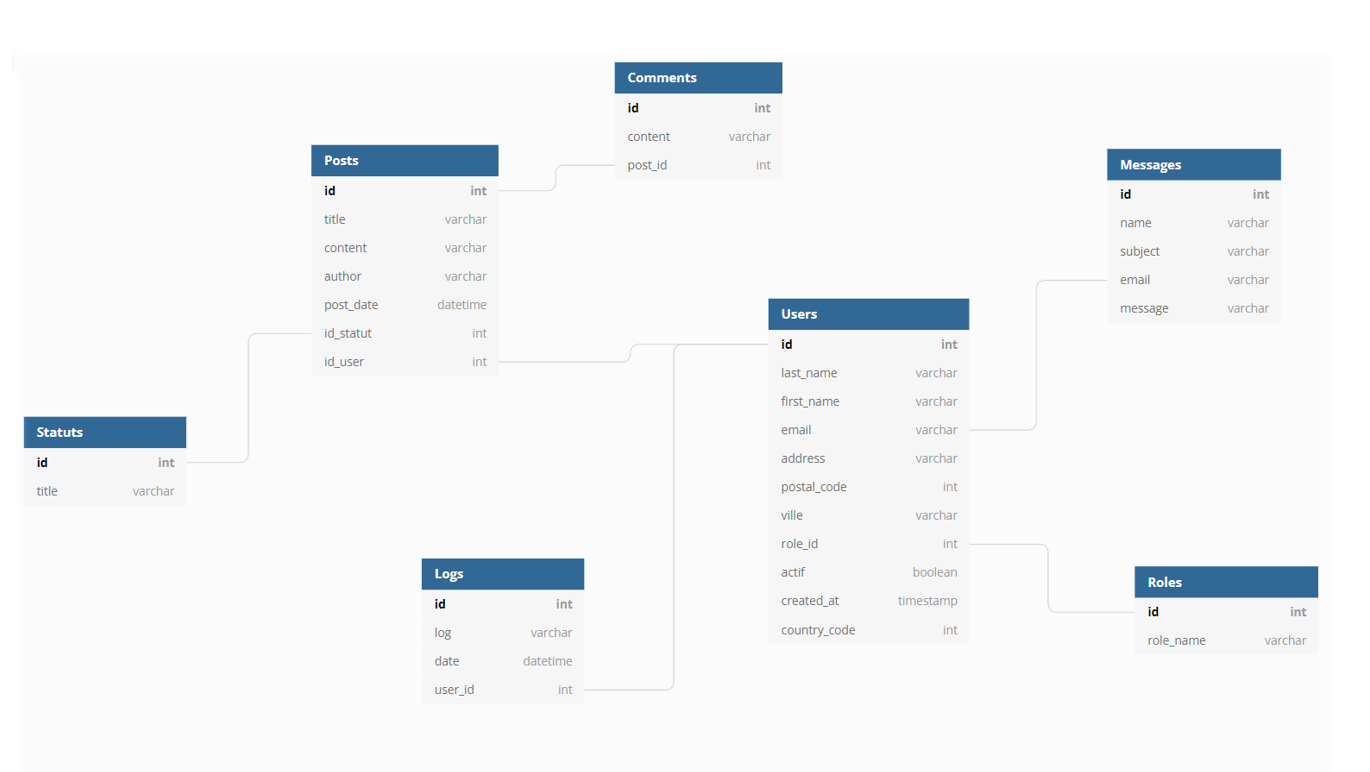 Comments
id int
content varchar
post_id int
Posts
id int
title varchar
content varchar
author varchar
post_date datetime
id_statut int
id_user int
Messages
id int
name varchar
subject varchar
email varchar
message varchar
Users
id int
last_name varchar
first_name varchar
email varchar
address varchar
postal_code int
ville varchar
role_id int
actif boolean
created_at timestamp
country_code int
Statuts
id int
title varchar
Logs
id int
log varchar
date datetime
user_id int
Roles
id int
role_name varchar